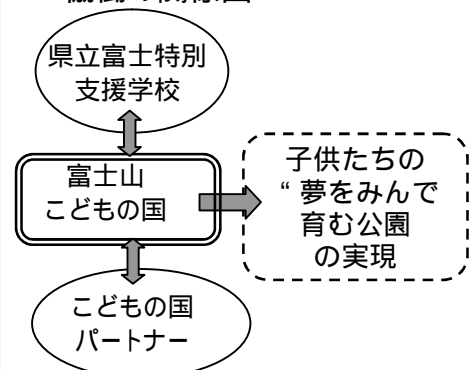 県立富士特別
支援学校
富士山
こどもの国
子供たちの
“夢をみんで
育む公園
の実現
こどもの国
パートナー